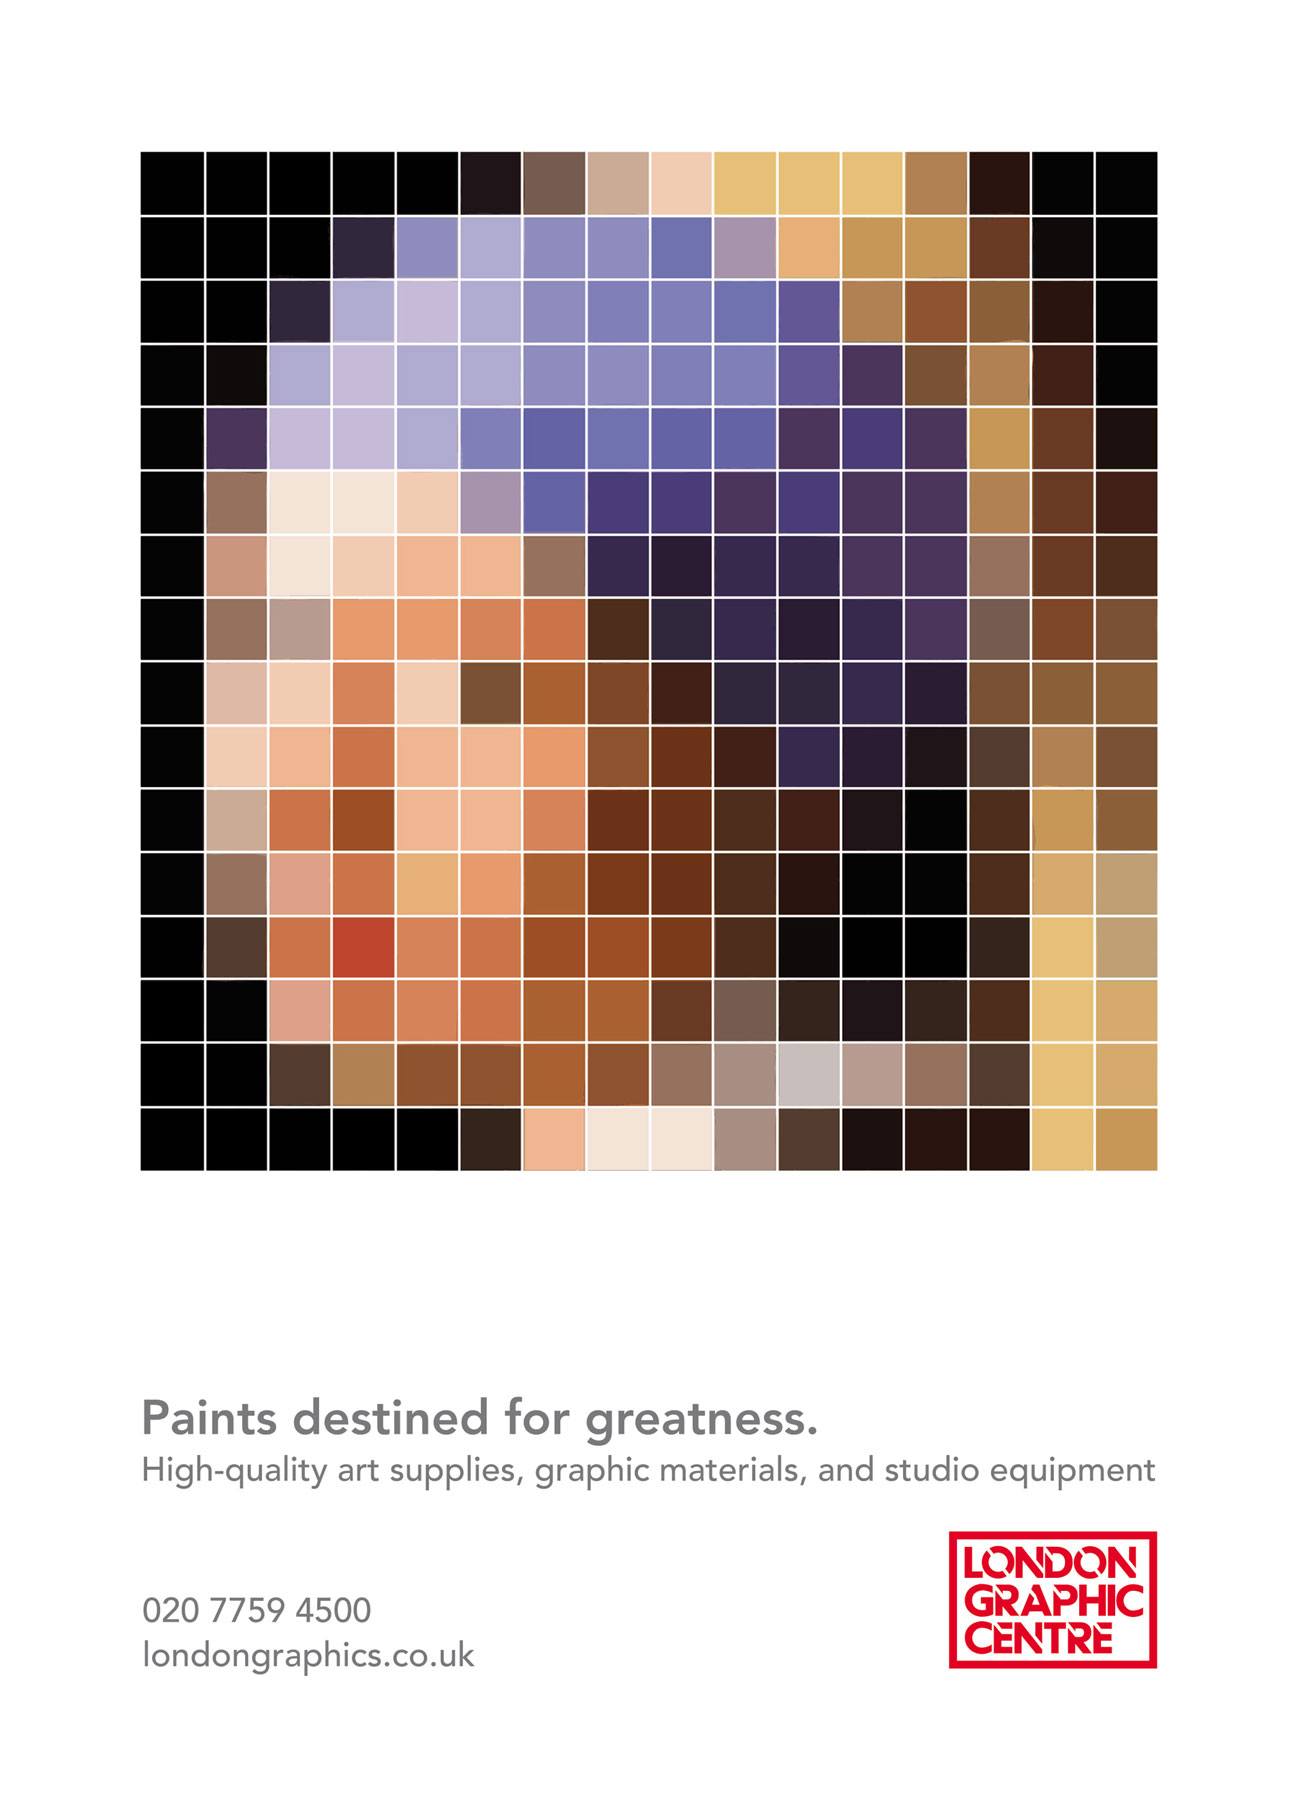 Paints destined for greatness.
High-quality art supplies, graphic materials, and studio equipment
020 7759 4500
londongraphics.co.uk
LONDON
GRAPHIC
CENTRE